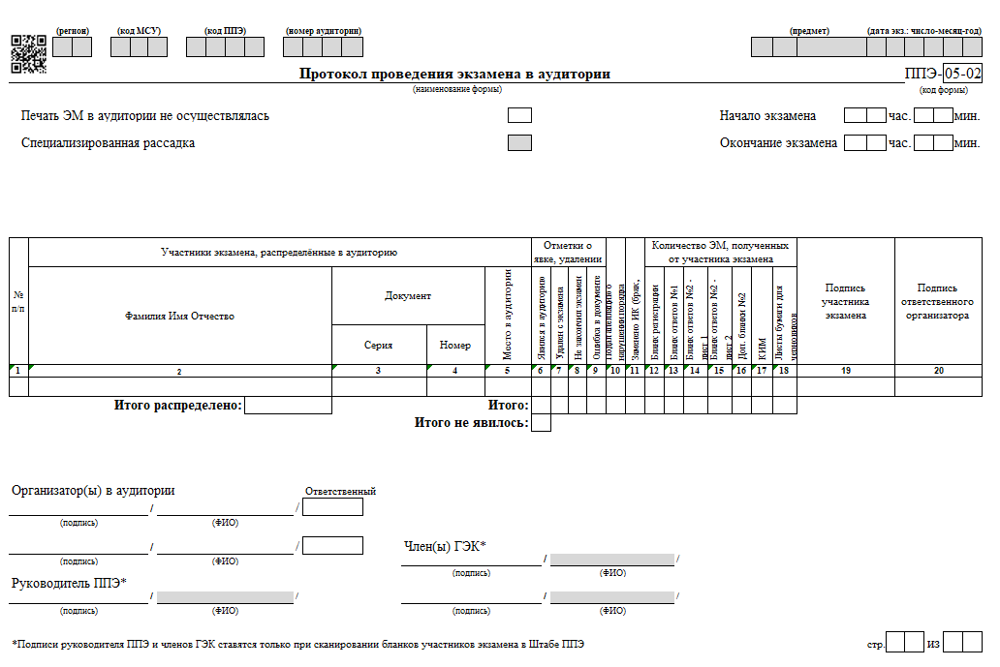 (регион) (код МСУ) (код ППЭ) (номер аудитории) (предмет) (дата экз.: число-месяц-год)
Протокол проведения экзамена в аудитории ППЭ-05-02
(наименование формы) (код формы)
Печать ЭМ в аудитории не осуществлялась Начало экзамена час. мин.
Специализированная рассадка Окончание экзамена час. мин.
№ п/п
Участники экзамена, распределённые в аудиторию
Фамилия Имя Отчество
Документ
Серия
Номер
Место в аудитории
Отметки о
явке, удалении
Явился в аудиторию
Удален с экзамена
Не закончил экзамен
Ошибка в документе
Подал апелляцию о
нарушении порядка
Заменено ИК (брак,
Количество ЭМ, полученных
от участника экзамена
Бланк регистрации
Бланк ответов №1
Бланк ответов №2 -
лист 1
Бланк ответов №2 -
лист 2
Доп. бланки №2
КИМ
Листы бумаги для
черновиков
Подпись
участника
экзамена
Подпись
ответственного
организатора
1 2 3 4 5 6 7 8 9 10 11 12 13 14 15 16 17 18 19 20
Итого распределено: Итого:
Итого не явилось:
Организатор(ы) в аудитории Ответственный
/ /
(подпись) (ФИО)
/ / Член(ы) ГЭК*
(подпись) (ФИО) / /
(подпись) (ФИО)
Руководитель ППЭ*
/ / / /
(подпись) (ФИО) (подпись) (ФИО)
*Подписи руководителя ППЭ и членов ГЭК ставятся только при сканировании бланков участников экзамена в Штабе ППЭ стр. из